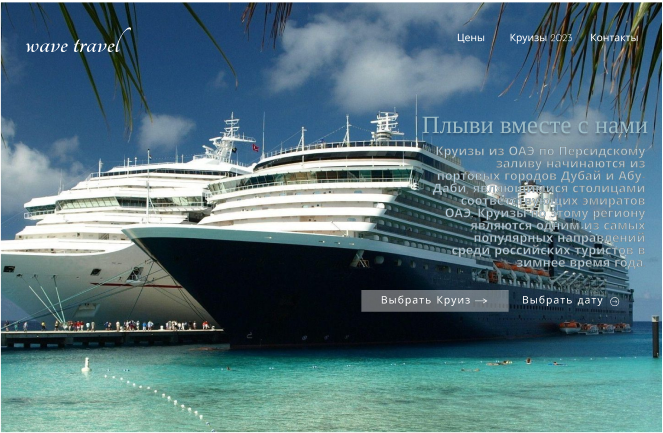 wave travel
Цены
Круизы 2023
Контакты
Плыви вместе с нами
Круизы из ОАЭ по Персидскому
заливу начинаются из
портовых городов Дубай и Абу-
Даби являющихся столицами
соответствующих эмиратов
ОАЭ. Круизы по этому региону
являются одним из самых
популярных направлений
среди российских туристов в
зимнее время года
Выбрать Круиз
Выбрать дату